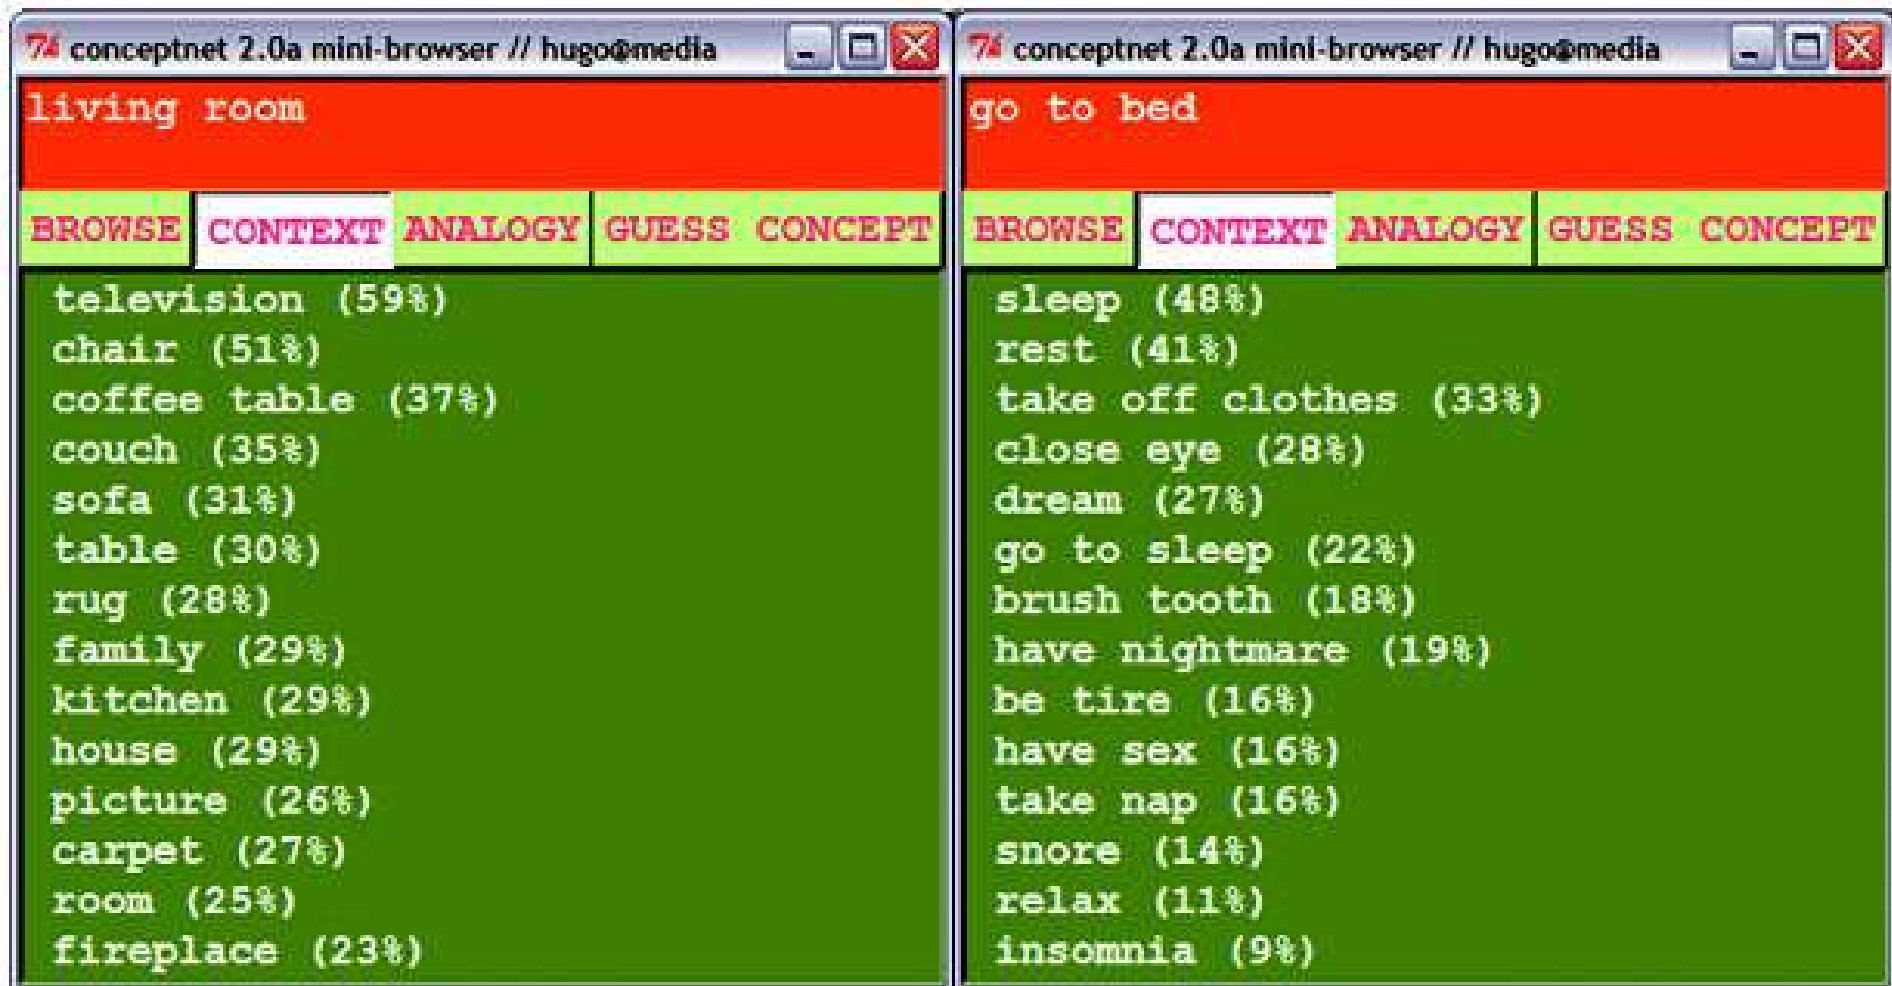 conceptnet 2.0a mini-browser // hugo@media
living room
BROWSE CONTEXT ANALOGY GUESS CONCEPT
television (59%)
chair (51%)
coffee table (37%)
couch (35%)
sofa (31%)
table (30%)
rug (28%)
family (29%)
kitchen (29%)
house (29%)
picture (26%)
carpet (27%)
room (25%)
fireplace (23%)
conceptnet 2.0a mini-browser // hugo@media
go to bed
BROWSE CONTEXT ANALOGY GUESS CONCEPT
sleep (48%)
rest (41%)
take off clothes (33%)
close eye (28%)
dream (27%)
go to sleep (22%)
brush tooth (18%)
have nightmare (19%)
be tire (16%)
have sex (16%)
take nap (16%)
snore (14%)
relax (11%)
insomnia (9%)